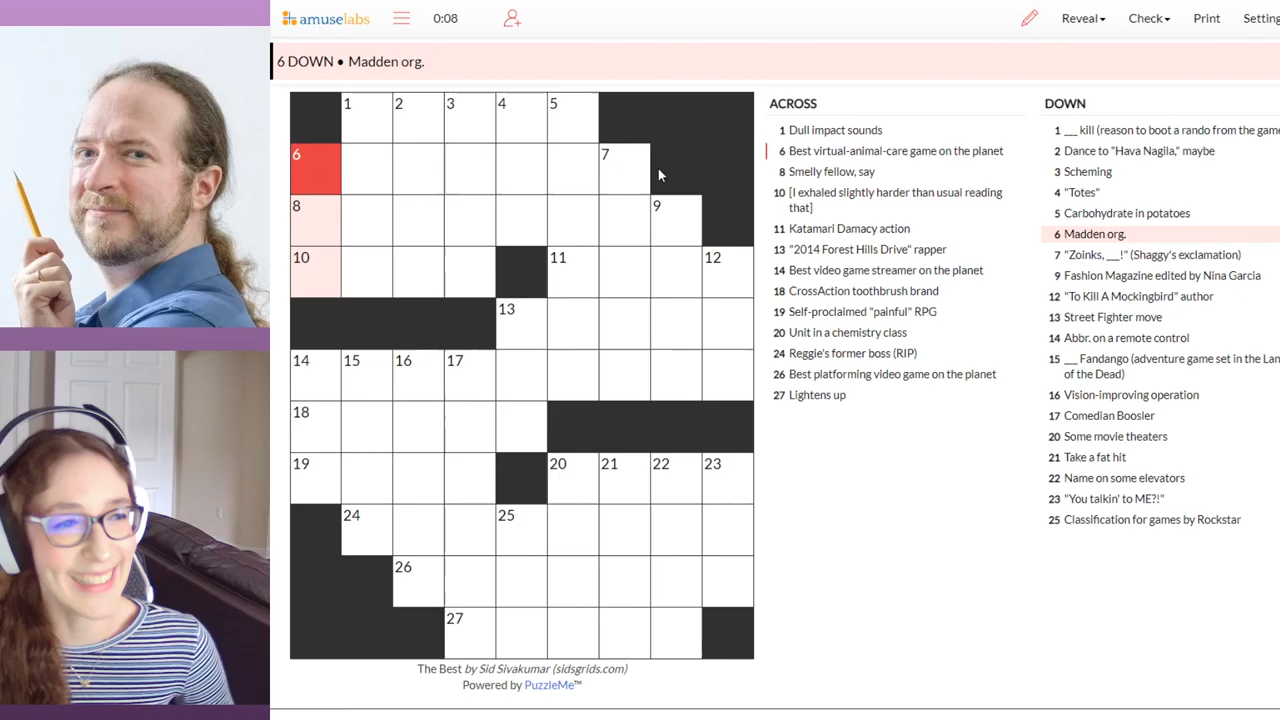 amuselabs
0:08
Reveal
Check
Print
6 DOWN • Madden org.
1 2 3 4 5
6 7
8 9
10 11 12
13
14 15 16 17
18
19 20 21 22 23
24 25
26
27
The Best by Sid Sivakumar (sidsgrids.com)
Powered by PuzzleMe™
ACROSS
1 Dull impact sounds
6 Best virtual-animal-care game on the planet
8 Smelly fellow, say
10 [I exhaled slightly harder than usual reading
that]
11 Katamari Damacy action
13 "2014 Forest Hills Drive" rapper
14 Best video game streamer on the planet
18 CrossAction toothbrush brand
19 Self-proclaimed "painful" RPG
20 Unit in a chemistry class
24 Reggie's former boss (RIP)
26 Best platforming video game on the planet
27 Lightens up
DOWN
1 ___ kill (reason to boot a rando from the game
2 Dance to "Hava Nagila," maybe
3 Scheming
4 "Totes"
5 Carbohydrate in potatoes
6 Madden org.
7 "Zoinks, ___!" (Shaggy's exclamation)
9 Fashion Magazine edited by Nina Garcia
12 "To Kill A Mockingbird" author
13 Street Fighter move
14 Abbr. on a remote control
15 ___ Fandango (adventure game set in the Lan
of the Dead)
16 Vision-improving operation
17 Comedian Boosler
20 Some movie theaters
21 Take a fat hit
22 Name on some elevators
23 "You talkin' to ME?!"
25 Classification for games by Rockstar